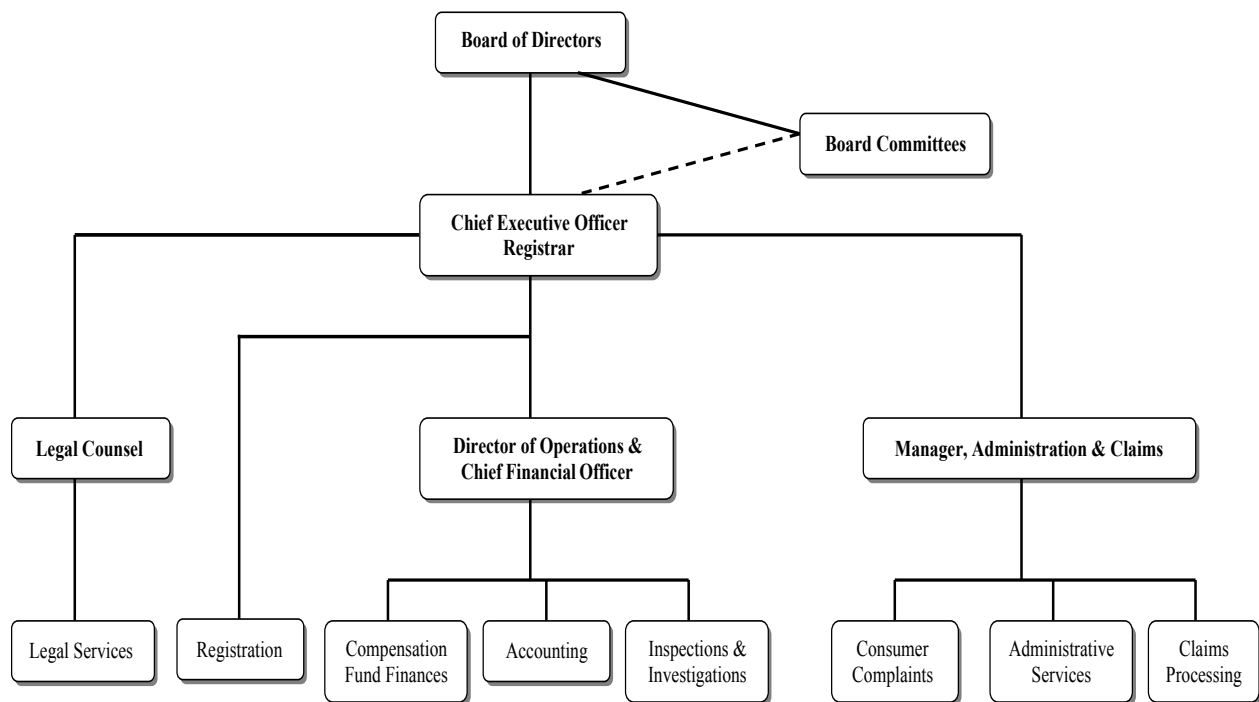 Board of Directors
Board Committees
Chief Executive Officer
Registrar
Legal Counsel
Director of Operations &
Chief Financial Officer
Manager, Administration & Claims
Legal Services
Registration
Compensation
Fund Finances
Accounting
Inspections &
Investigations
Consumer
Complaints
Administrative
Services
Claims
Processing